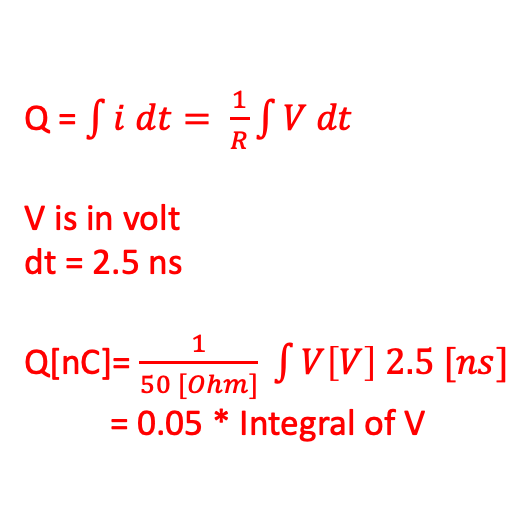 Q = ∫ i dt = 1/R ∫ V dt
V is in volt
dt = 2.5 ns
Q[nC]= 1/50 [Ohm] ∫ V[V] 2.5 [ns]
= 0.05 * Integral of V